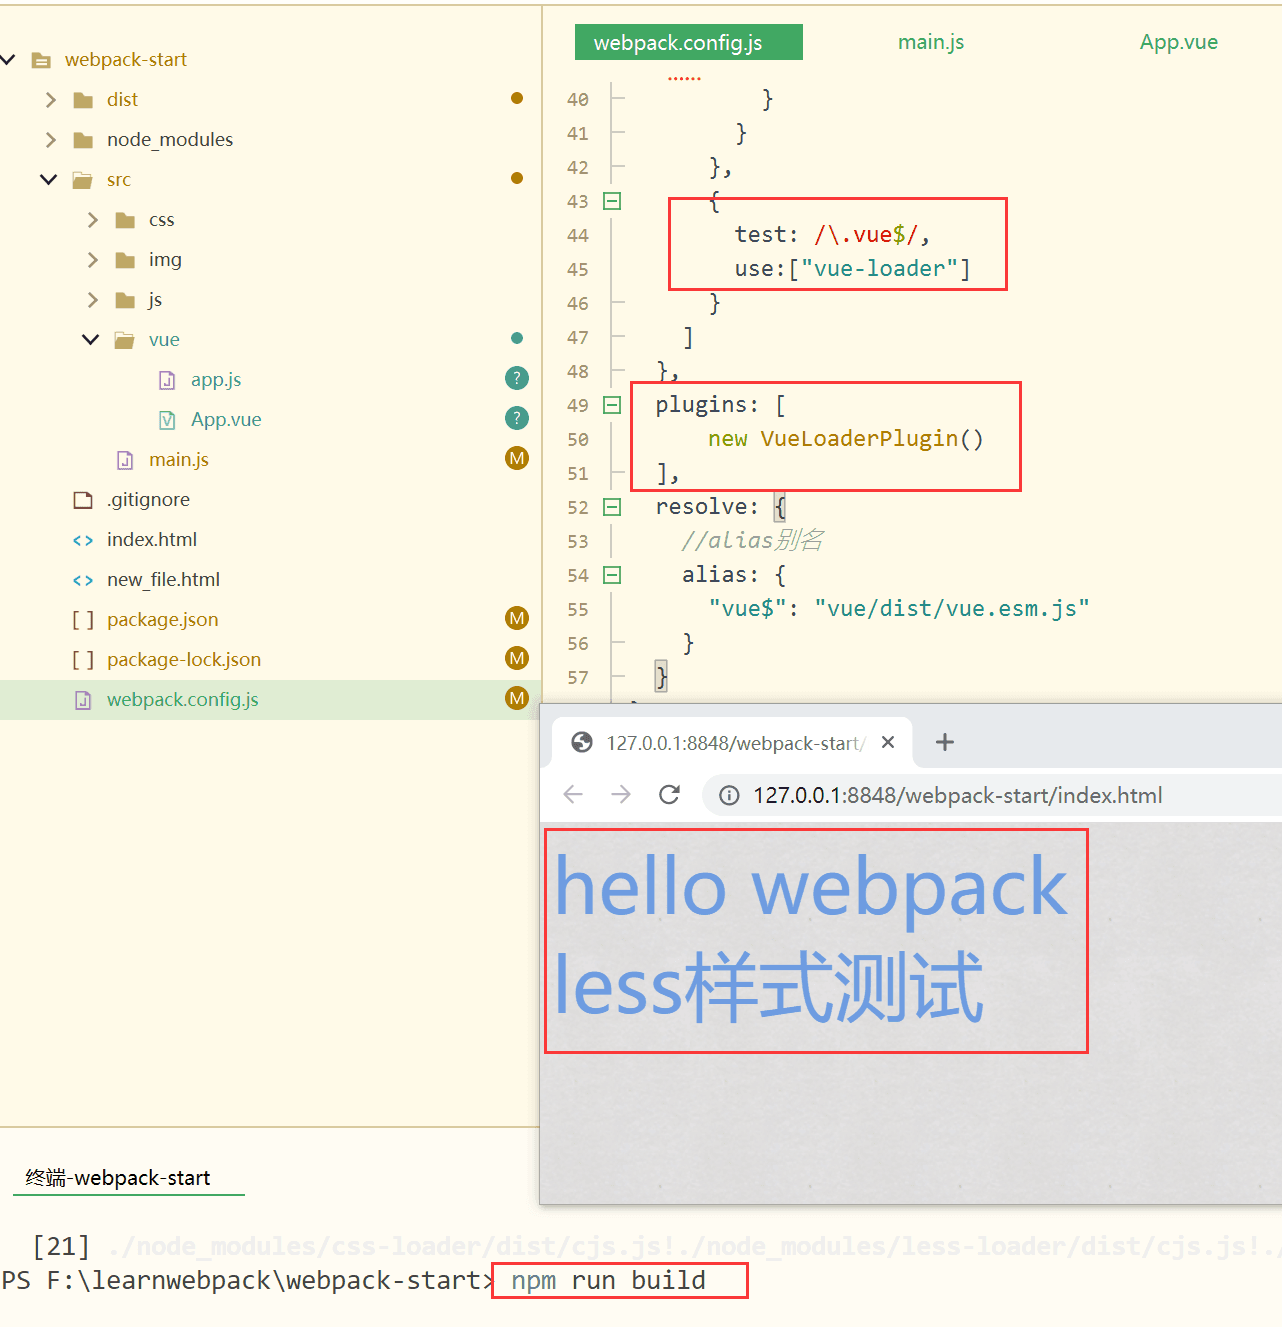 webpack-start
dist
node_modules
src
css
img
js
vue
app.js
?
App.vue
?
main.js
M
.gitignore
index.html
new_file.html
package.json
M
package-lock.json
M
webpack.config.js
M
webpack.config.js
main.js
App.vue
40 }
41 }
42 },
43 {
44 test: /\.vue$/,
45 use:["vue-loader"]
46 }
47 ]
48 },
49 plugins: [
50 new VueLoaderPlugin()
51 ],
52 resolve: {
53 //alias别名
54 alias: {
55 "vue$": "vue/dist/vue.esm.js"
56 }
57 }
127.0.0.1:8848/webpack-start/
127.0.0.1:8848/webpack-start/index.html
hello webpack
less样式测试
终端-webpack-start
[21] ./node_modules/css-loader/dist/cjs.js!./node_modules/less-loader/dist/cjs.js!./
PS F:\learnwebpack\webpack-start> npm run build